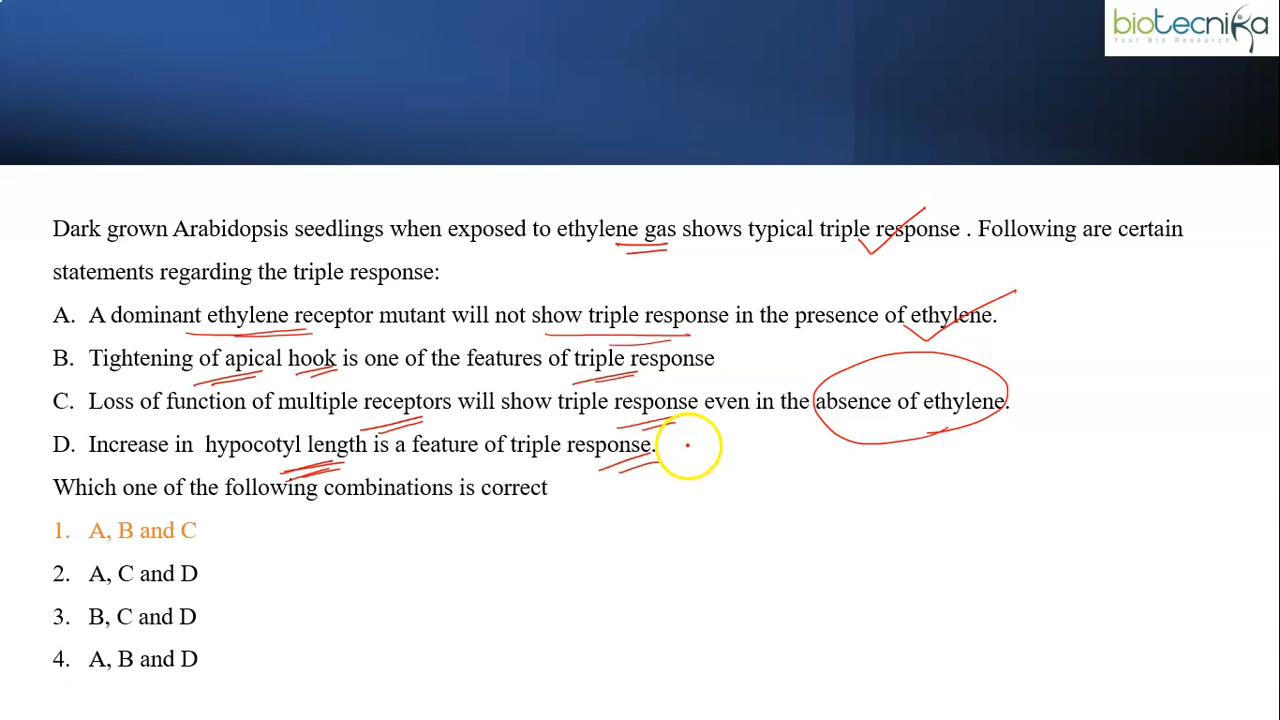 biotecnika
Your Bio Resource
Dark grown Arabidopsis seedlings when exposed to ethylene gas shows typical triple response . Following are certain
statements regarding the triple response:
A. A dominant ethylene receptor mutant will not show triple response in the presence of ethylene.
B. Tightening of apical hook is one of the features of triple response
C. Loss of function of multiple receptors will show triple response even in the absence of ethylene.
D. Increase in hypocotyl length is a feature of triple response.
Which one of the following combinations is correct
1. A, B and C
2. A, C and D
3. B, C and D
4. A, B and D